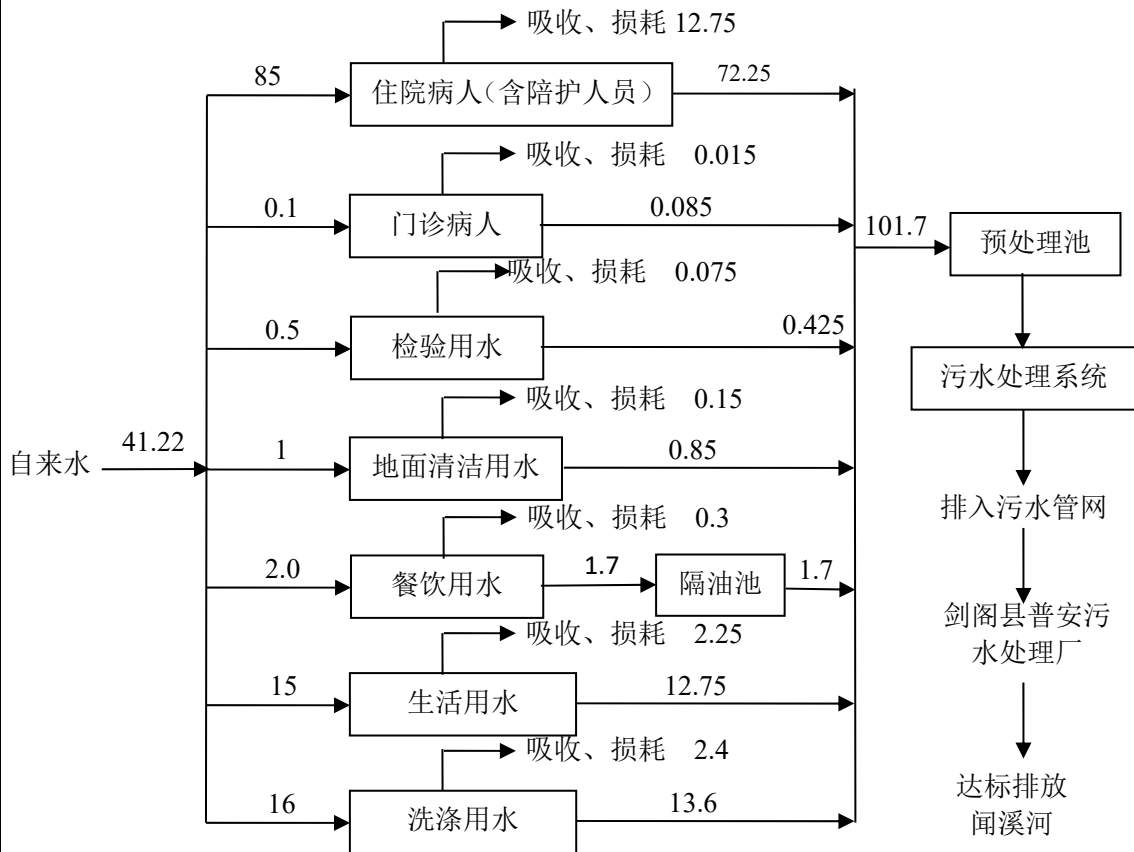 吸收、损耗 12.75
85
住院病人（含陪护人员）
72.25
吸收、损耗 0.015
0.1
门诊病人
0.085
101.7
预处理池
吸收、损耗 0.075
0.5
检验用水
0.425
污水处理系统
吸收、损耗 0.15
自来水
41.22
1
地面清洁用水
0.85
排入污水管网
吸收、损耗 0.3
2.0
餐饮用水
1.7
隔油池
1.7
剑阁县普安污
水处理厂
吸收、损耗 2.25
15
生活用水
12.75
吸收、损耗 2.4
16
洗涤用水
13.6
达标排放
闻溪河